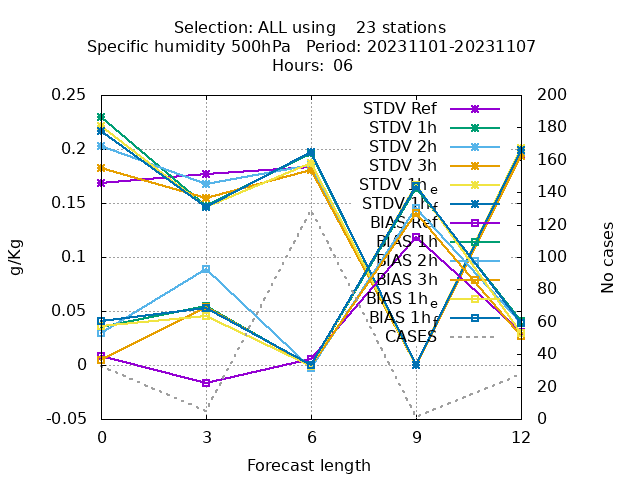 Selection: ALL using 23 stations
Specific humidity 500hPa Period: 20231101-20231107
Hours: 06
0.25
0.2
0.15
0.1
0.05
0
-0.05
g/Kg
200
180
160
140
120
100
80
60
40
20
0
No cases
STDV Ref
STDV 1h
STDV 2h
STDV 3h
STDV 1he
STDV 1hf
BIAS Ref
BIAS 1h
BIAS 2h
BIAS 3h
BIAS 1he
BIAS 1hf
CASES
0 3 6 9 12
Forecast length